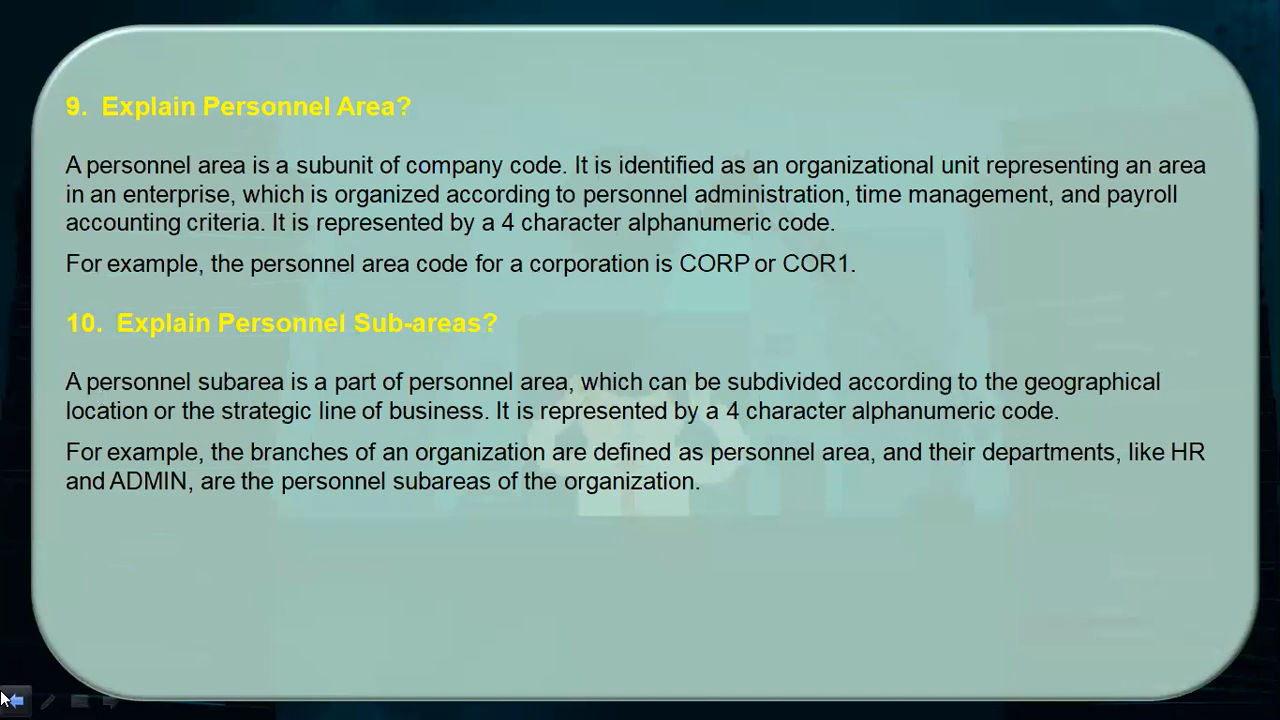 9. Explain Personnel Area?
A personnel area is a subunit of company code. It is identified as an organizational unit representing an area
in an enterprise, which is organized according to personnel administration, time management, and payroll
accounting criteria. It is represented by a 4 character alphanumeric code.
For example, the personnel area code for a corporation is CORP or COR1.
10. Explain Personnel Sub-areas?
A personnel subarea is a part of personnel area, which can be subdivided according to the geographical
location or the strategic line of business. It is represented by a 4 character alphanumeric code.
For example, the branches of an organization are defined as personnel area, and their departments, like HR
and ADMIN, are the personnel subareas of the organization.